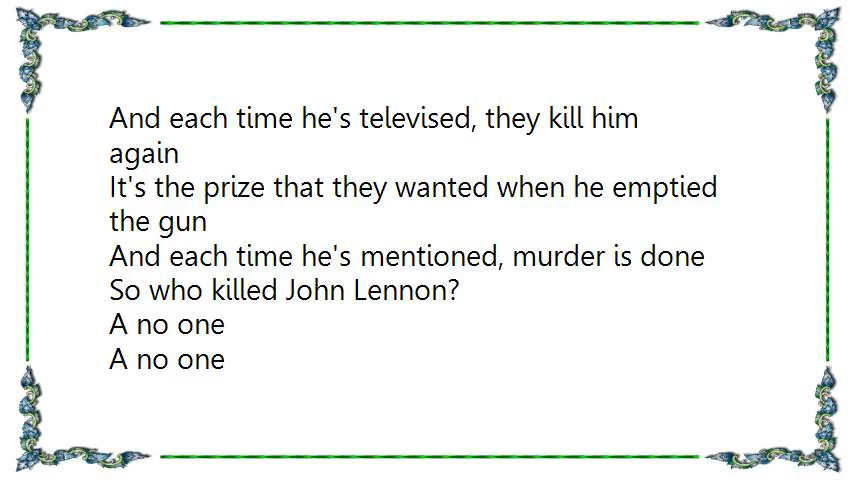 And each time he's televised, they kill him
again
It's the prize that they wanted when he emptied
the gun
And each time he's mentioned, murder is done
So who killed John Lennon?
A no one
A no one